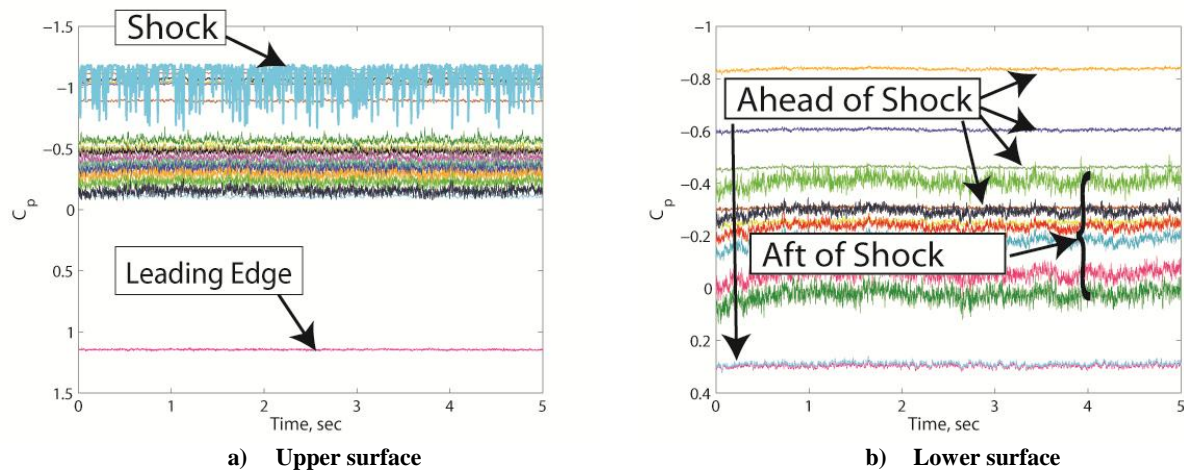 −1.5
Shock
−1
−0.5
C p
0
Leading Edge
0.5
1
1.5
0 1 2 3 4 5
Time, sec
a) Upper surface
−1
−0.8
Ahead of Shock
−0.6
−0.4
C p
−0.2
Aft of Shock
0
0.2
0.4
0 1 2 3 4 5
Time, sec
b) Lower surface